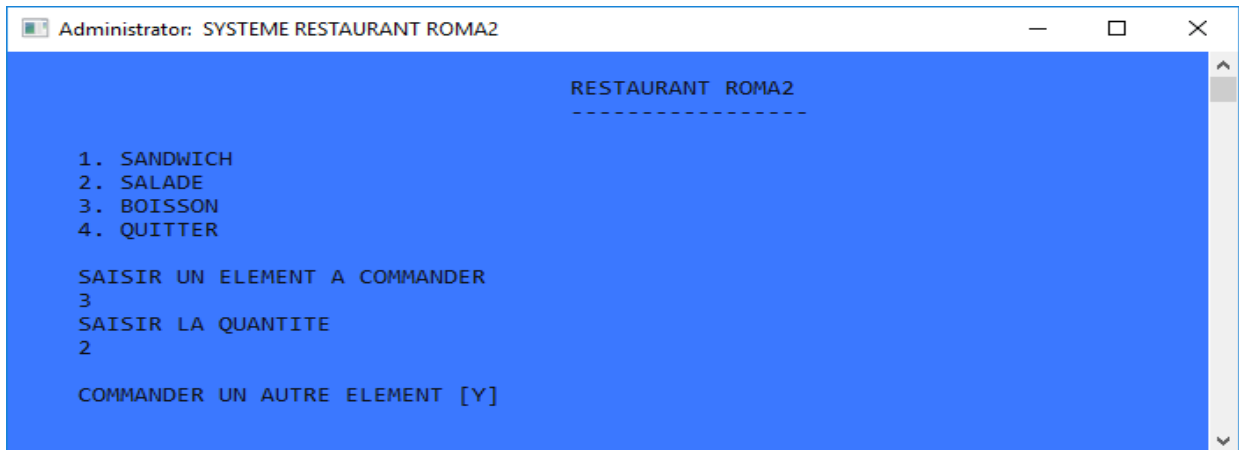 Administrator: SYSTEME RESTAURANT ROMA2
RESTAURANT ROMA2
-----------------
1. SANDWICH
2. SALADE
3. BOISSON
4. QUITTER
SAISIR UN ELEMENT A COMMANDER
3
SAISIR LA QUANTITE
2
COMMANDER UN AUTRE ELEMENT [Y]